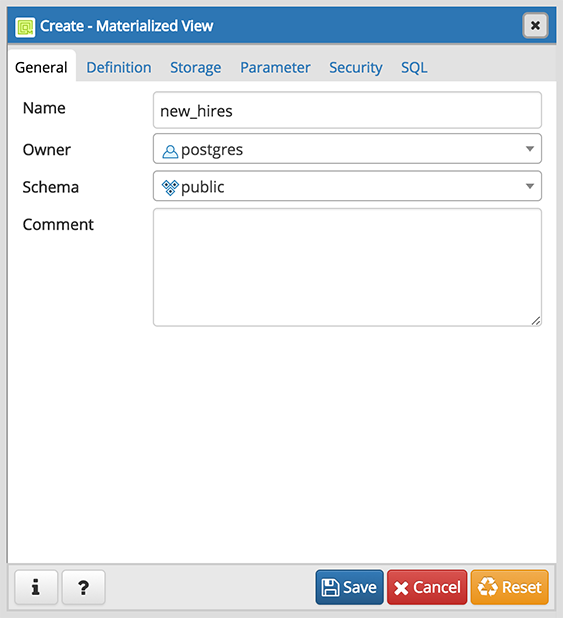 Create - Materialized View
General Definition Storage Parameter Security SQL
Name new_hires
Owner postgres
Schema public
Comment
i ? Save Cancel Reset